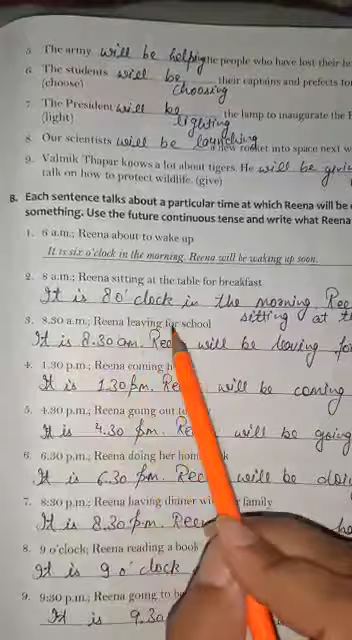 5. The army will be helping the people who have lost their h
6. The students will be choosing their captains and prefects fo
(choose)
7. The President will be lighting the lamp to inaugurate the
(light)
8. Our scientists will be launching a new rocket into space next w
9. Valmik Thapar knows a lot about tigers. He will be givi
talk on how to protect wildlife. (give)
B. Each sentence talks about a particular time at which Reena will be
something. Use the future continuous tense and write what Reena
1. 6 a.m.; Reena about to wake up
It is six o'clock in the morning. Reena will be waking up soon.
2. 8 a.m.; Reena sitting at the table for breakfast
It is 8 o'clock in the morning. Ree
sitting at t
3. 8.30 a.m.; Reena leaving for school
It is 8.30 am. Ree will be leaving fo
4. 1.30 p.m.; Reena coming h
It is 1.30 pm. Re will be coming
5. 4.30 p.m.; Reena going out to
It is 4.30 pm. Re will be going
6. 6.30 p.m.; Reena doing her hom k
It is 6.30 pm. Re will be doi
7. 8:30 p.m.; Reena having dinner wi family
It is 8.30 p.m. Reen
8. 9 o'clock; Reena reading a book
It is 9 o'clock
9. 9:30 p.m.; Reena going to be
It is 9.30